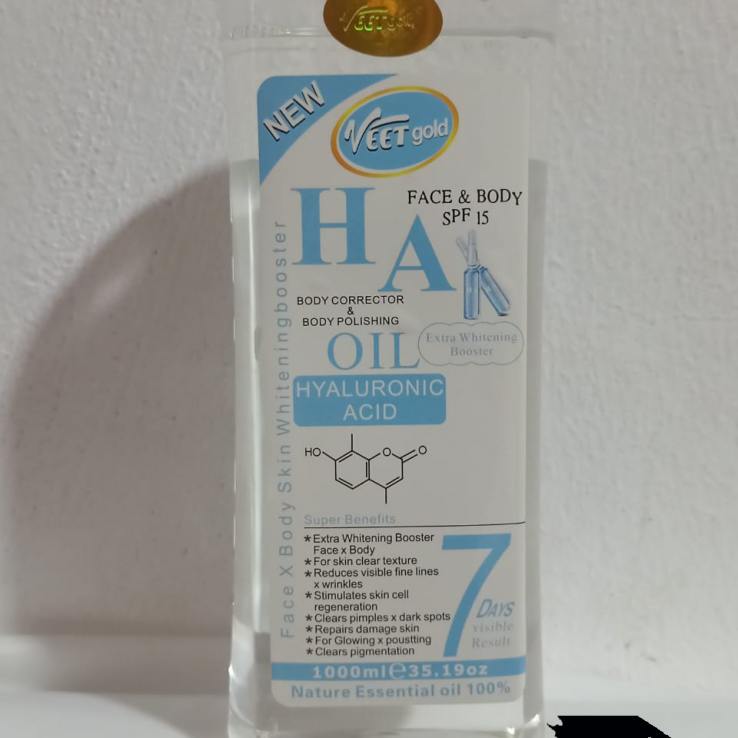 VEET gold
NEW
VEET gold
HA
FACE & BODY
SPF 15
BODY CORRECTOR
&
BODY POLISHING
OIL
Extra Whitening
Booster
HYALURONIC
ACID
HO
O
O
Face X Body Skin Whiteningbooster
Super Benefits
* Extra Whitening Booster
Face x Body
* For skin clear texture
* Reduces visible fine lines
x wrinkles
* Stimulates skin cell
regeneration
* Clears pimples x dark spots
* Repairs damage skin
* For Glowing x poustting
* Clears pigmentation
7
DAYS
visible
Result
1000ml℮35.19oz
Nature Essential oil 100%